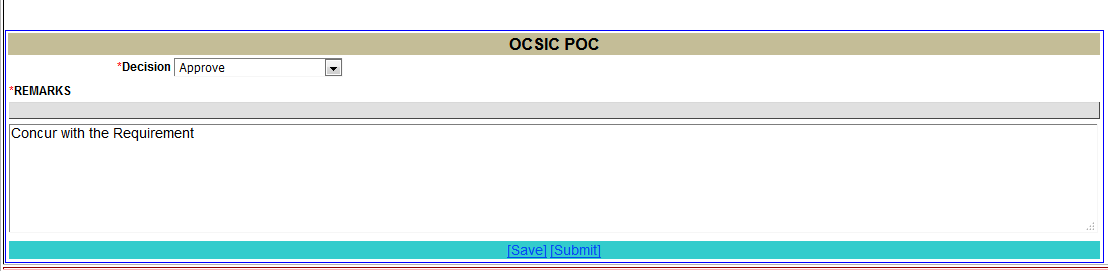 OCSIC POC
*Decision Approve
*REMARKS
Concur with the Requirement
[Save] [Submit]